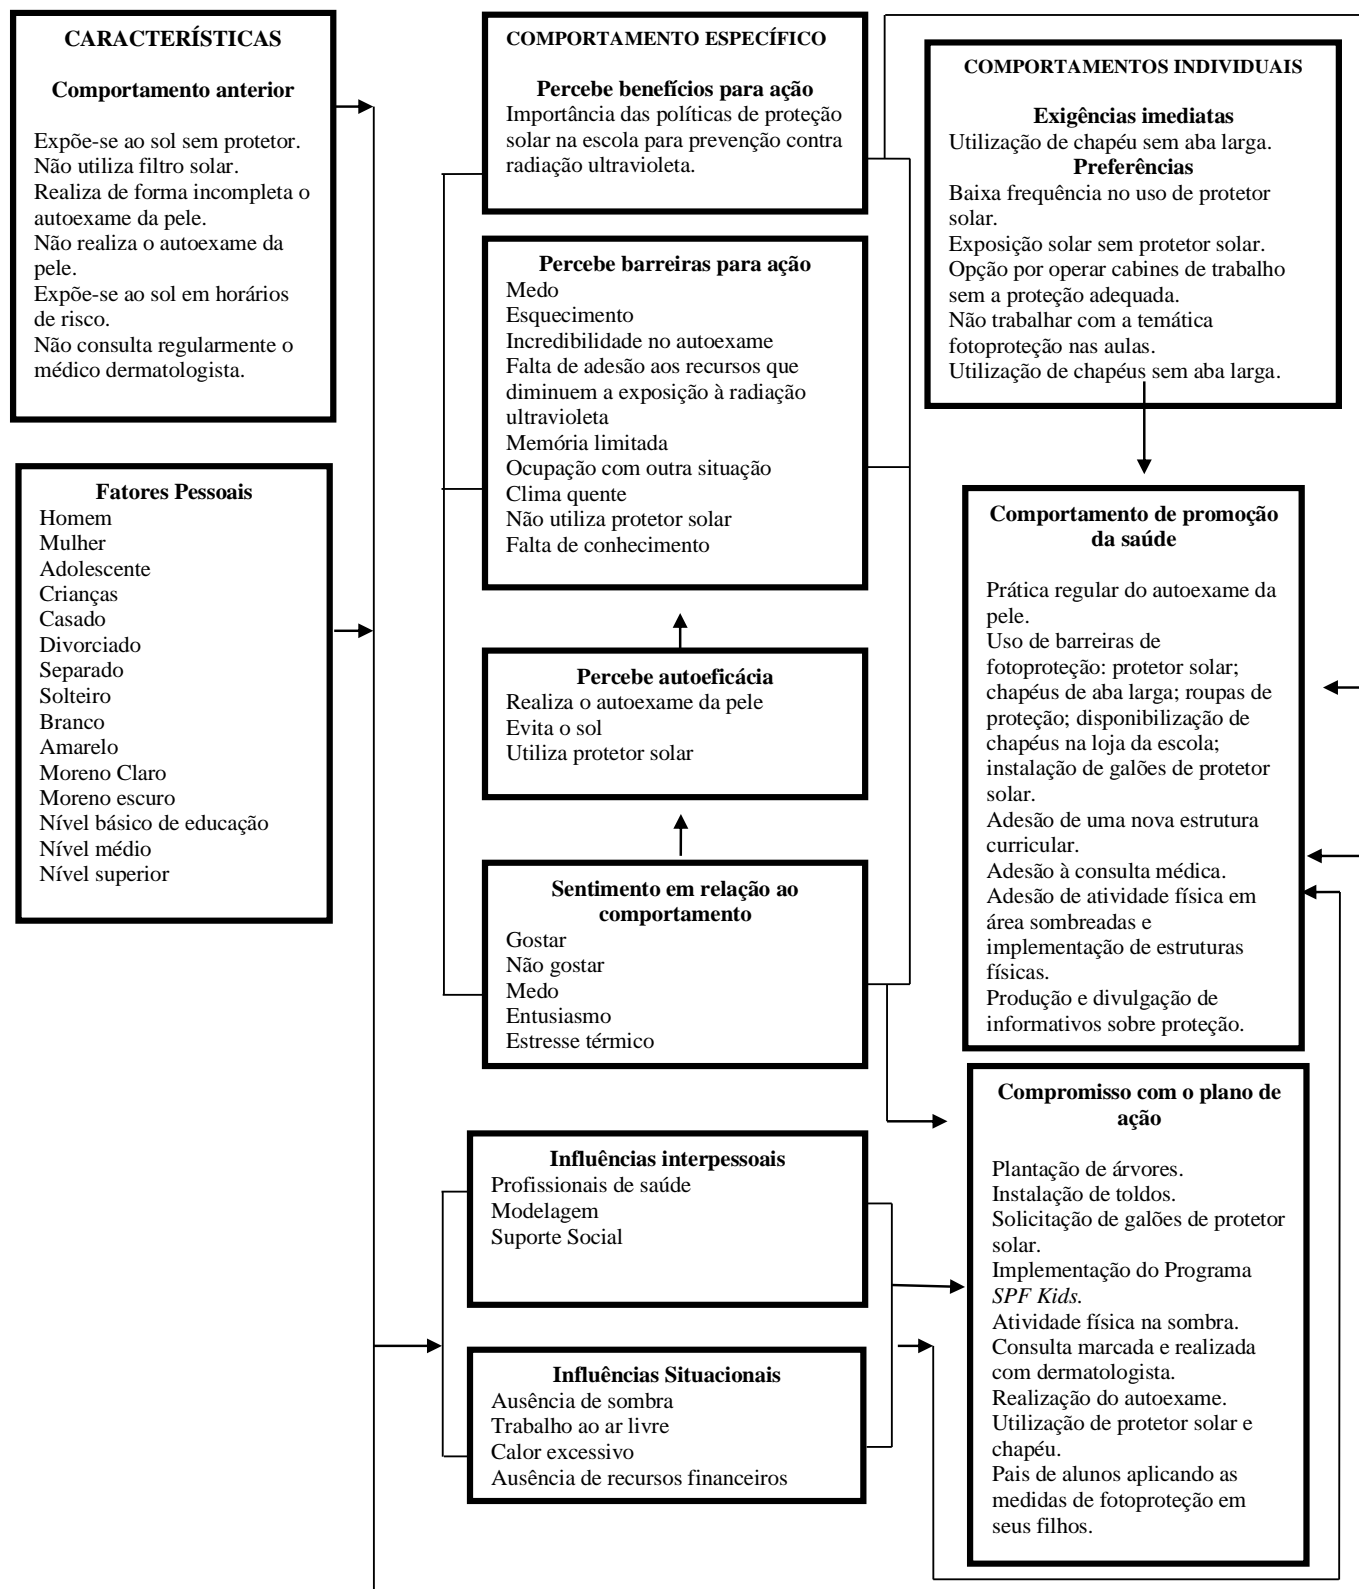 CARACTERÍSTICAS
Comportamento anterior
Expõe-se ao sol sem protetor.
Não utiliza filtro solar.
Realiza de forma incompleta o
autoexame da pele.
Não realiza o autoexame da
pele.
Expõe-se ao sol em horários
de risco.
Não consulta regularmente o
médico dermatologista.
Fatores Pessoais
Homem
Mulher
Adolescente
Crianças
Casado
Divorciado
Separado
Solteiro
Branco
Amarelo
Moreno Claro
Moreno escuro
Nível básico de educação
Nível médio
Nível superior
COMPORTAMENTO ESPECÍFICO
Percebe benefícios para ação
Importância das políticas de proteção
solar na escola para prevenção contra
radiação ultravioleta.
Percebe barreiras para ação
Medo
Esquecimento
Incredibilidade no autoexame
Falta de adesão aos recursos que
diminuem a exposição à radiação
ultravioleta
Memória limitada
Ocupação com outra situação
Clima quente
Não utiliza protetor solar
Falta de conhecimento
Percebe autoeficácia
Realiza o autoexame da pele
Evita o sol
Utiliza protetor solar
Sentimento em relação ao
comportamento
Gostar
Não gostar
Medo
Entusiasmo
Estresse térmico
Influências interpessoais
Profissionais de saúde
Modelagem
Suporte Social
Influências Situacionais
Ausência de sombra
Trabalho ao ar livre
Calor excessivo
Ausência de recursos financeiros
COMPORTAMENTOS INDIVIDUAIS
Exigências imediatas
Utilização de chapéu sem aba larga.
Preferências
Baixa frequência no uso de protetor
solar.
Exposição solar sem protetor solar.
Opção por operar cabines de trabalho
sem a proteção adequada.
Não trabalhar com a temática
fotoproteção nas aulas.
Utilização de chapéus sem aba larga.
Comportamento de promoção
da saúde
Prática regular do autoexame da
pele.
Uso de barreiras de
fotoproteção: protetor solar;
chapéus de aba larga; roupas de
proteção; disponibilização de
chapéus na loja da escola;
instalação de galões de protetor
solar.
Adesão de uma nova estrutura
curricular.
Adesão à consulta médica.
Adesão de atividade física em
área sombreadas e
implementação de estruturas
físicas.
Produção e divulgação de
informativos sobre proteção.
Compromisso com o plano de
ação
Plantação de árvores.
Instalação de toldos.
Solicitação de galões de protetor
solar.
Implementação do Programa
SPF Kids.
Atividade física na sombra.
Consulta marcada e realizada
com dermatologista.
Realização do autoexame.
Utilização de protetor solar e
chapéu.
Pais de alunos aplicando as
medidas de fotoproteção em
seus filhos.